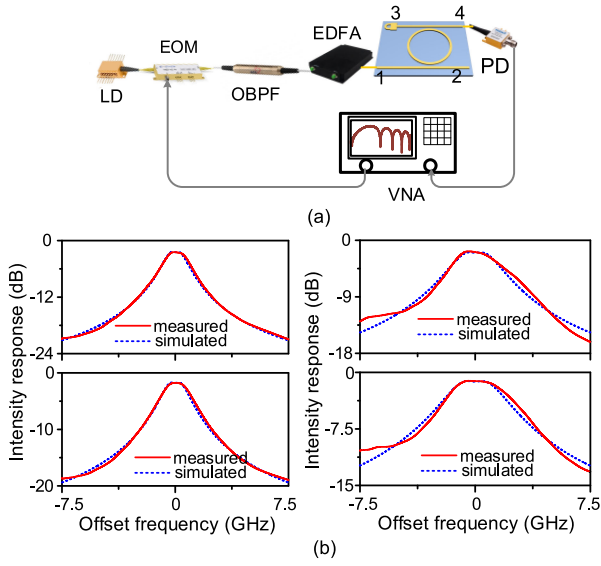 (a)
LD
EOM
OBPF
EDFA
3
4
1
2
PD
VNA
Intensity response (dB)
0
-12
-24
measured
simulated
0
-10
-20
measured
simulated
-7.5
0
7.5
Offset frequency (GHz)
Intensity response (dB)
0
-9
-18
measured
simulated
0
-7.5
-15
measured
simulated
-7.5
0
7.5
Offset frequency (GHz)
(b)